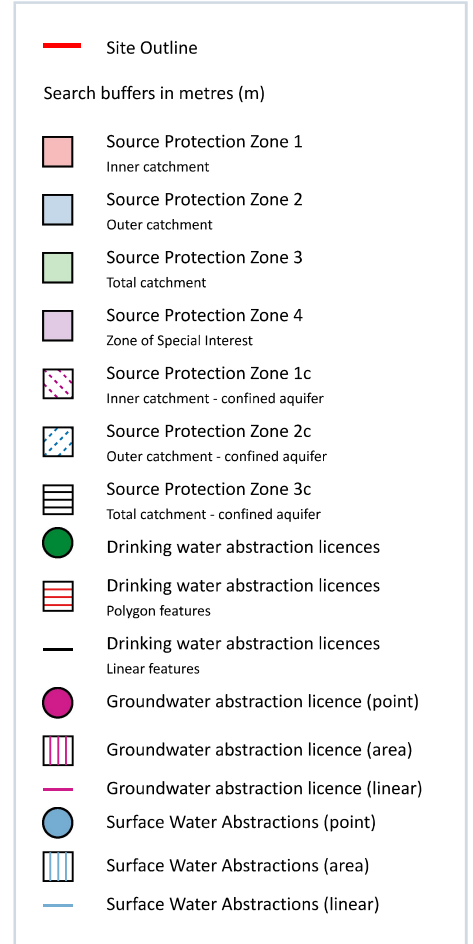 Site Outline
Search buffers in metres (m)
Source Protection Zone 1
Inner catchment
Source Protection Zone 2
Outer catchment
Source Protection Zone 3
Total catchment
Source Protection Zone 4
Zone of Special Interest
Source Protection Zone 1c
Inner catchment - confined aquifer
Source Protection Zone 2c
Outer catchment - confined aquifer
Source Protection Zone 3c
Total catchment - confined aquifer
Drinking water abstraction licences
Drinking water abstraction licences
Polygon features
Drinking water abstraction licences
Linear features
Groundwater abstraction licence (point)
Groundwater abstraction licence (area)
Groundwater abstraction licence (linear)
Surface Water Abstractions (point)
Surface Water Abstractions (area)
Surface Water Abstractions (linear)